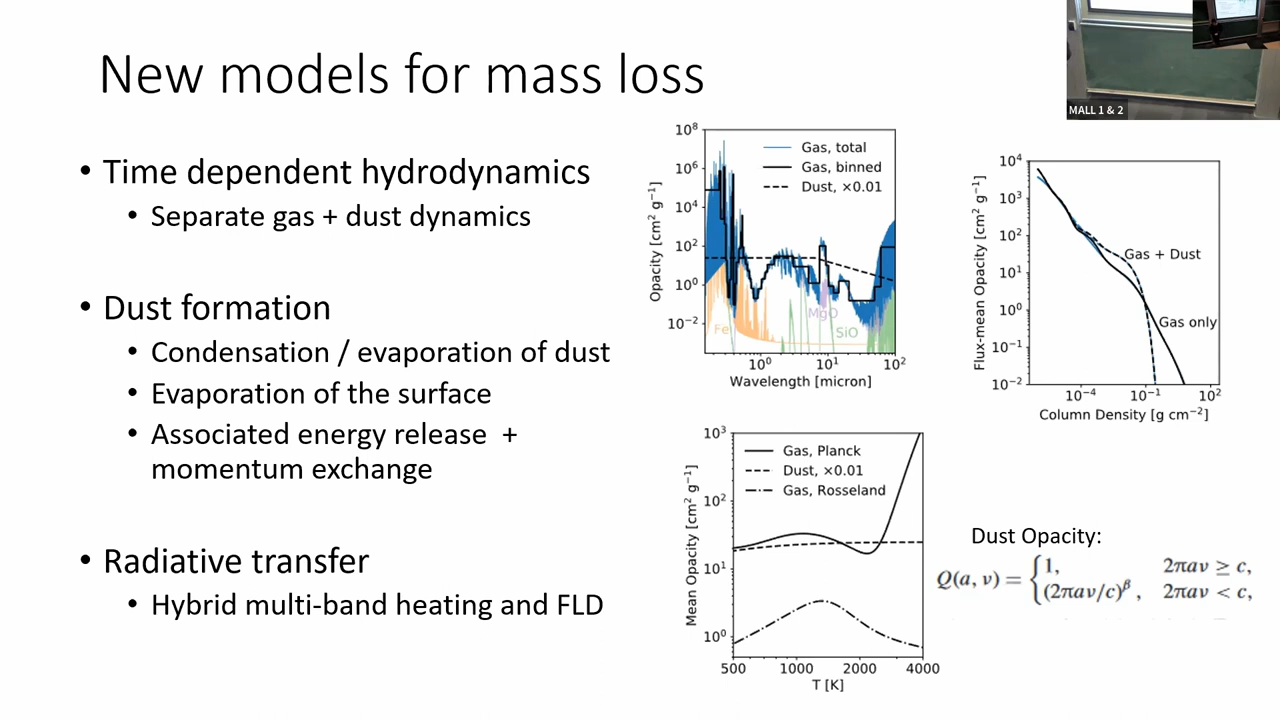 New models for mass loss
MALL 1 & 2
• Time dependent hydrodynamics
• Separate gas + dust dynamics
• Dust formation
• Condensation / evaporation of dust
• Evaporation of the surface
• Associated energy release +
momentum exchange
• Radiative transfer
• Hybrid multi-band heating and FLD
10⁸
10⁶
10⁴
10²
10⁰
10⁻²
Opacity [cm² g⁻¹]
Gas, total
Gas, binned
Dust, ×0.01
Fe
MgO
SiO
10⁰ 10¹ 10²
Wavelength [micron]
10⁴
10³
10²
10¹
10⁰
10⁻¹
10⁻²
Flux-mean Opacity [cm² g⁻¹]
Gas + Dust
Gas only
10⁻⁴ 10⁻¹ 10²
Column Density [g cm⁻²]
10³
10²
10¹
10⁰
Mean Opacity [cm² g⁻¹]
Gas, Planck
Dust, ×0.01
Gas, Rosseland
500 1000 2000 4000
T [K]
Dust Opacity:
Q(a, ν) = { 1, 2πaν ≥ c,
(2πaν/c)^β, 2πaν < c,